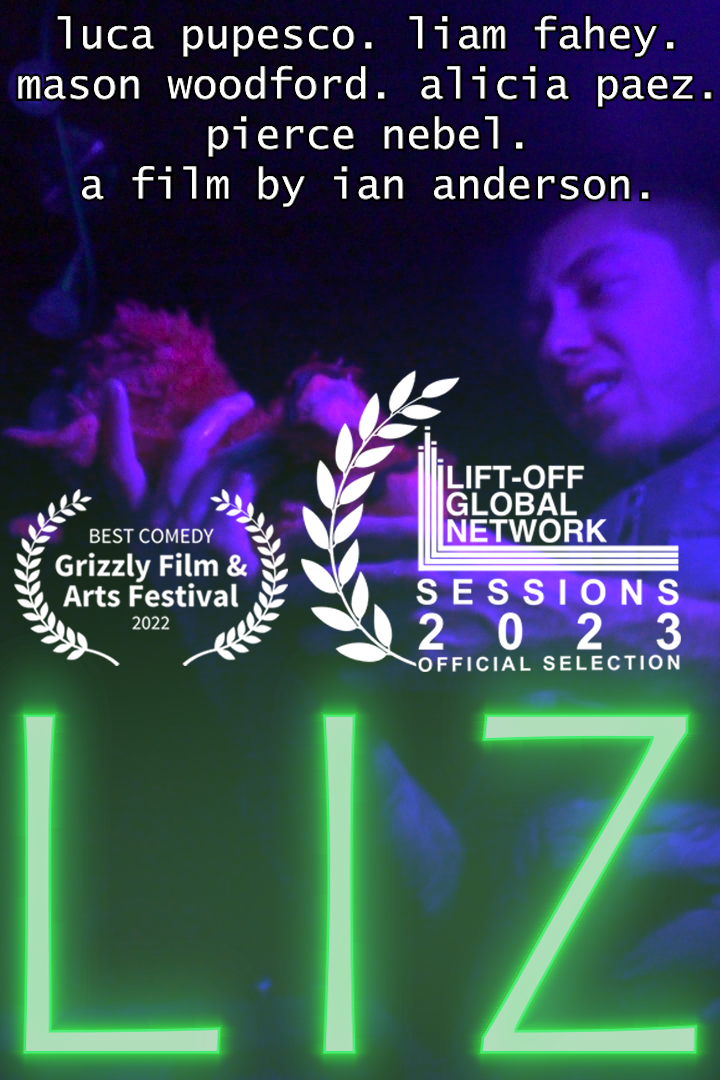 luca pupesco. liam fahey.
mason woodford. alicia paez.
pierce nebel.
a film by ian anderson.
BEST COMEDY
Grizzly Film &
Arts Festival
2022
LIFT-OFF
GLOBAL
NETWORK
SESSIONS
2023
OFFICIAL SELECTION
LIZ